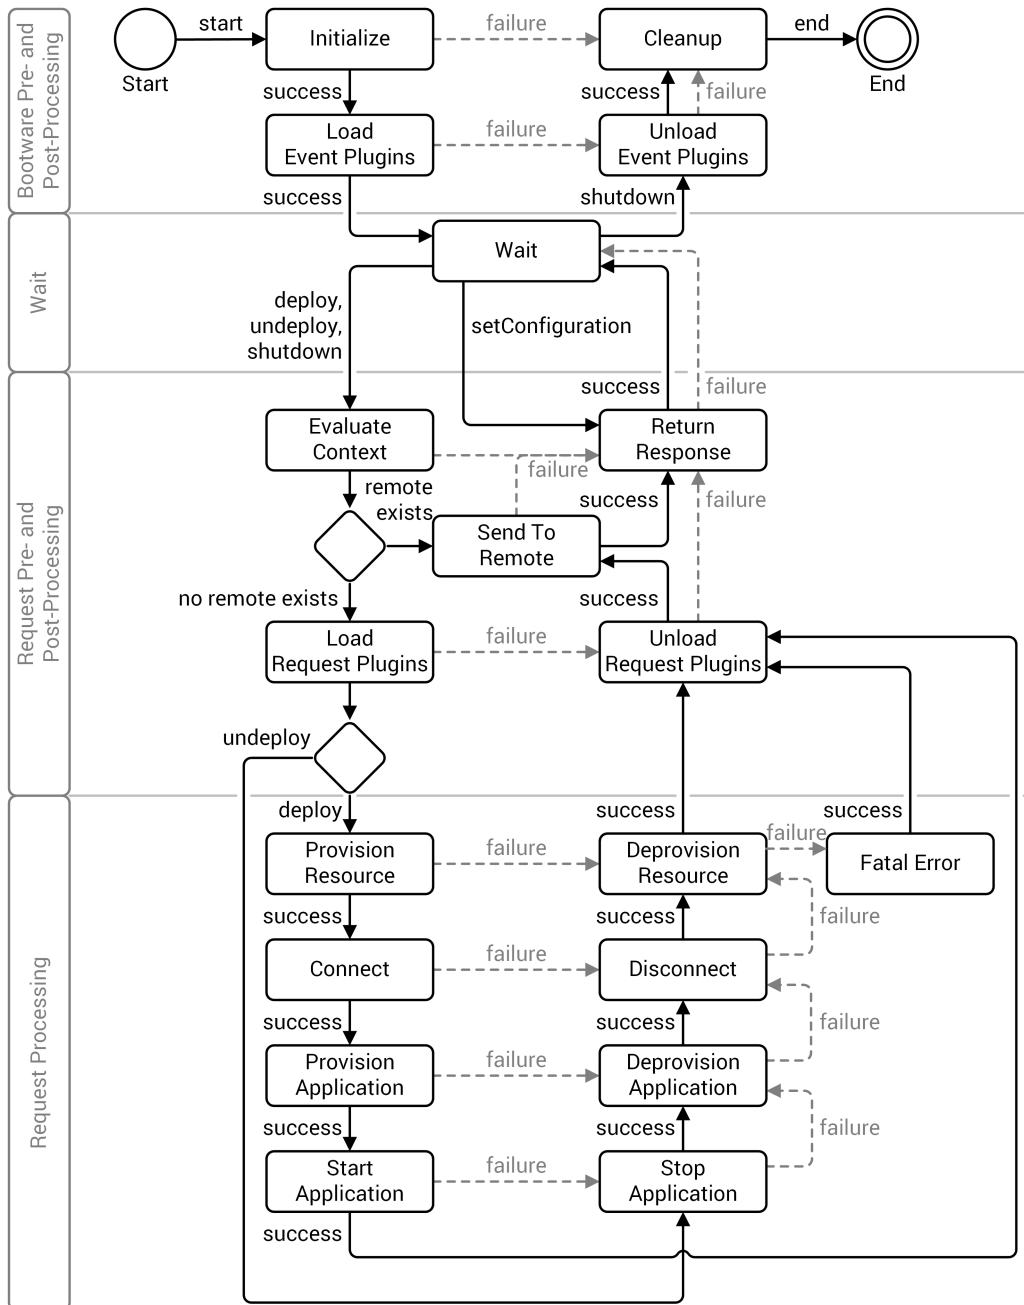 Bootware Pre- and
Post-Processing
start
Initialize
failure
Cleanup
end
Start
End
success
success
failure
Load
Event Plugins
failure
Unload
Event Plugins
success
shutdown
Wait
Wait
deploy,
undeploy,
shutdown
setConfiguration
success
failure
Request Pre- and
Post-Processing
Evaluate
Context
Return
Response
failure
remote
exists
success
failure
Send To
Remote
no remote exists
success
Load
Request Plugins
failure
Unload
Request Plugins
undeploy
Request Processing
deploy
success
success
failure
Provision
Resource
failure
Deprovision
Resource
Fatal Error
success
success
failure
Connect
failure
Disconnect
success
success
failure
Provision
Application
failure
Deprovision
Application
success
success
failure
Start
Application
failure
Stop
Application
success